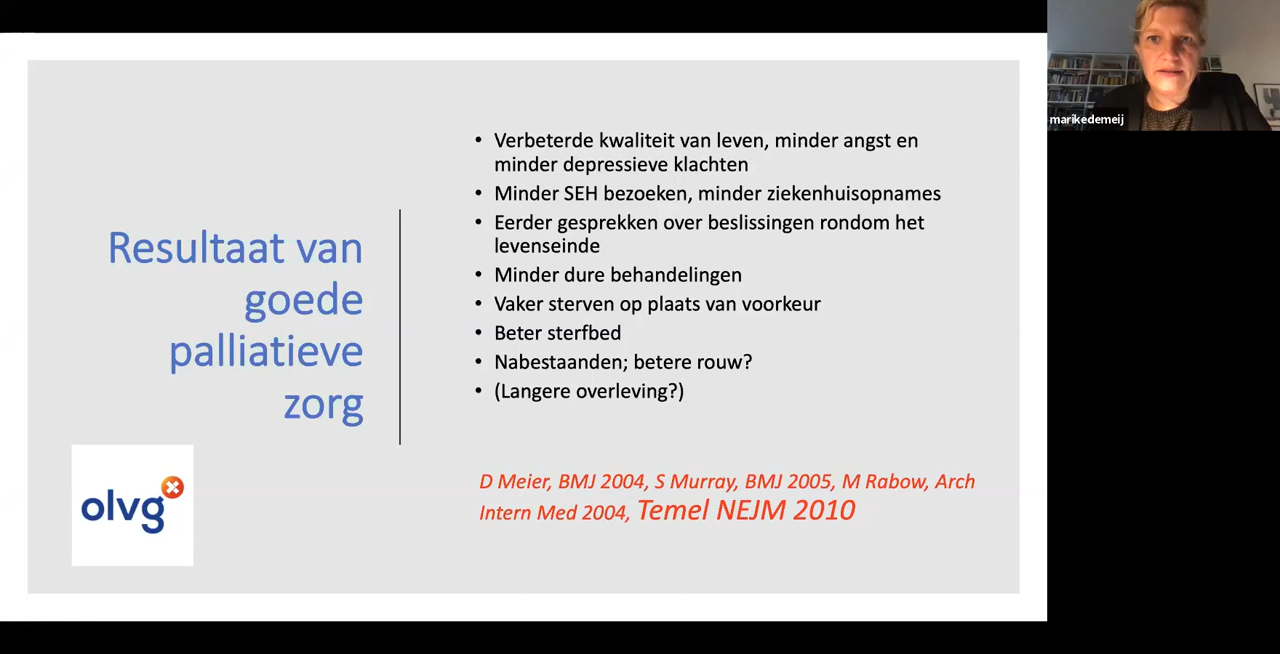 Resultaat van
goede
palliatieve
zorg
• Verbeterde kwaliteit van leven, minder angst en
minder depressieve klachten
• Minder SEH bezoeken, minder ziekenhuisopnames
• Eerder gesprekken over beslissingen rondom het
levenseinde
• Minder dure behandelingen
• Vaker sterven op plaats van voorkeur
• Beter sterfbed
• Nabestaanden; betere rouw?
• (Langere overleving?)
D Meier, BMJ 2004, S Murray, BMJ 2005, M Rabow, Arch
Intern Med 2004, Temel NEJM 2010
olvg
marikedemeij